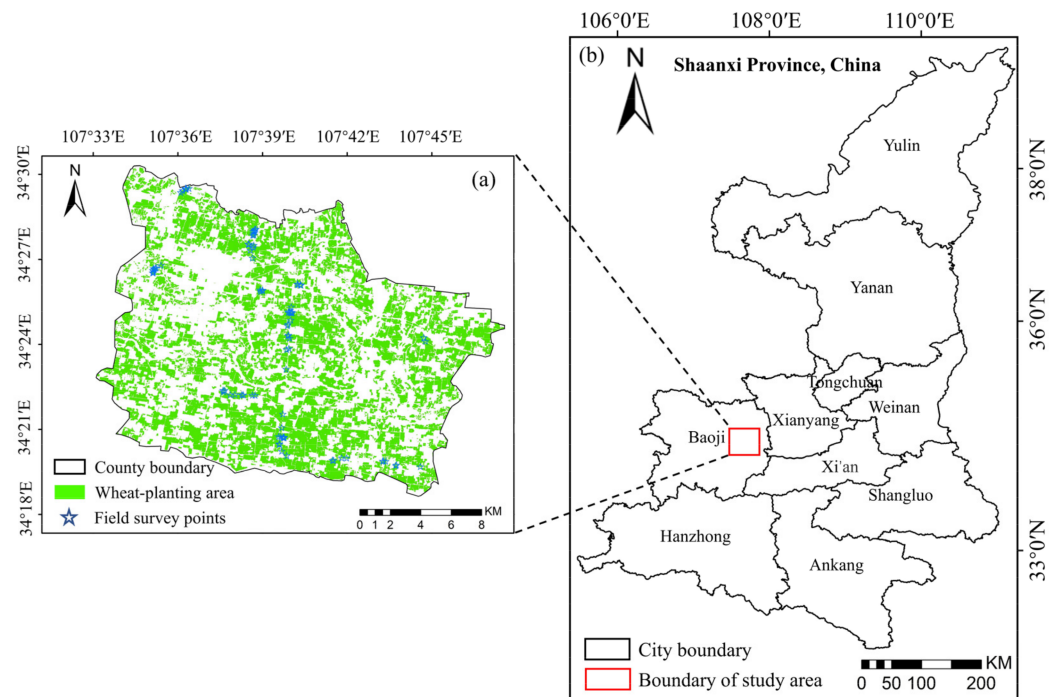 106°0′E 108°0′E 110°0′E
(b)
N
Shaanxi Province, China
Yulin
38°0′N
107°33′E 107°36′E 107°39′E 107°42′E 107°45′E
34°30′N
N
(a)
34°27′N
34°24′N
34°21′N
34°18′N
County boundary
Wheat-planting area
Field survey points
0 1 2 4 6 8 KM
Yanan
36°0′N
Tongchuan
Weinan
Xianyang
Baoji
Xi'an
Shangluo
Hanzhong
33°0′N
Ankang
City boundary
Boundary of study area
KM
0 50 100 200